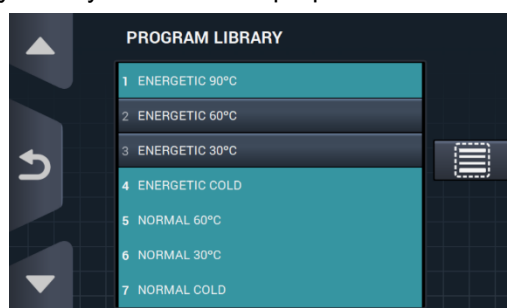 PROGRAM LIBRARY
1 ENERGETIC 90ºC
2 ENERGETIC 60ºC
3 ENERGETIC 30ºC
4 ENERGETIC COLD
5 NORMAL 60ºC
6 NORMAL 30ºC
7 NORMAL COLD